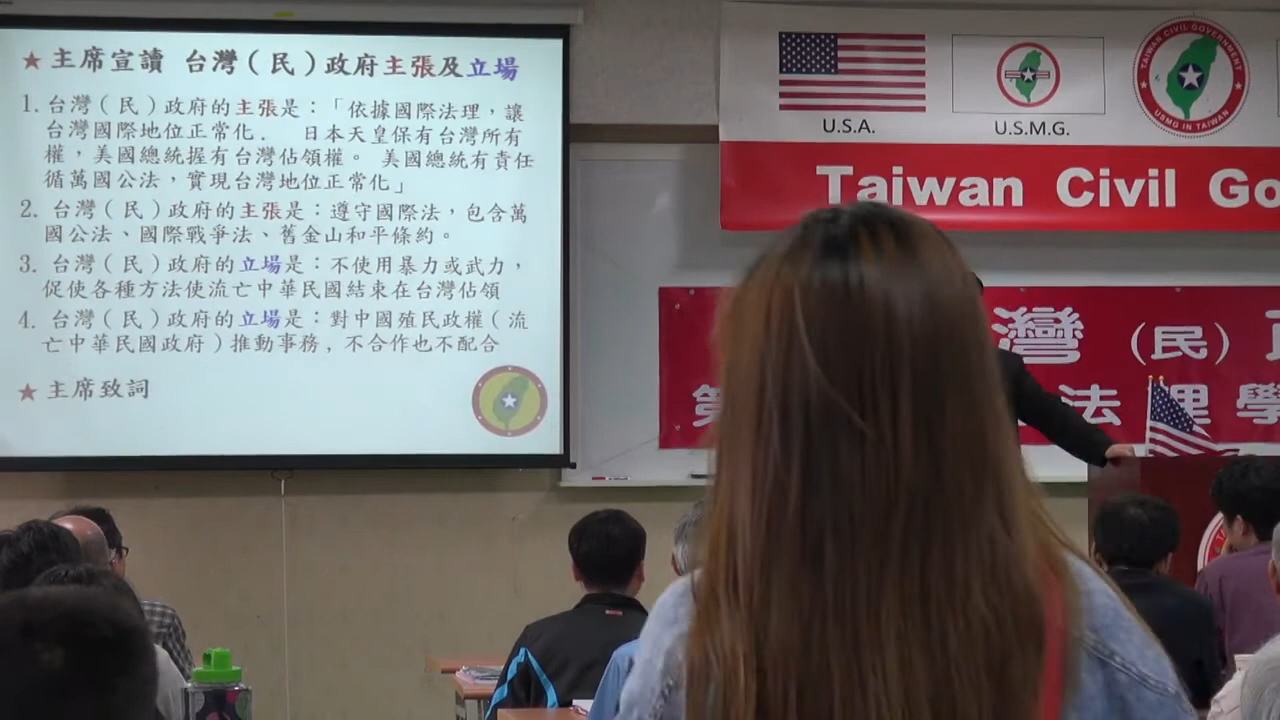 ★ 主席宣讀 台灣（民）政府主張及立場
1. 台灣（民）政府的主張是：「依據國際法理，讓
台灣國際地位正常化． 日本天皇保有台灣所有
權，美國總統握有台灣佔領權。 美國總統有責任
循萬國公法，實現台灣地位正常化」
2. 台灣（民）政府的主張是：遵守國際法，包含萬
國公法、國際戰爭法、舊金山和平條約。
3. 台灣（民）政府的立場是：不使用暴力或武力，
促使各種方法使流亡中華民國結束在台灣佔領
4. 台灣（民）政府的立場是：對中國殖民政權（流
亡中華民國政府）推動事務，不合作也不配合
★ 主席致詞
U.S.A.
U.S.M.G.
TAIWAN CIVIL GOVERNMENT
USMG IN TAIWAN
Taiwan Civil Go
灣（民）
第
法理學